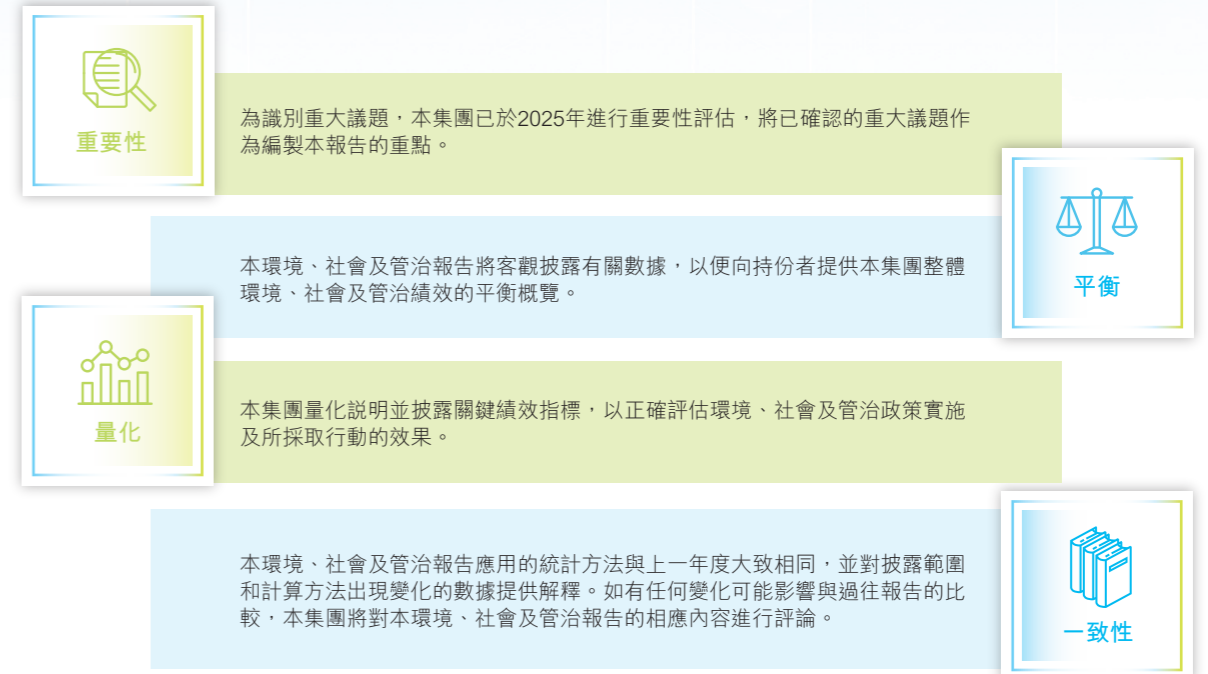 重要性
為識別重大議題，本集團已於2025年進行重要性評估，將已確認的重大議題作
為編製本報告的重點。
本環境、社會及管治報告將客觀披露有關數據，以便向持份者提供本集團整體
環境、社會及管治績效的平衡概覽。
平衡
量化
本集團量化説明並披露關鍵績效指標，以正確評估環境、社會及管治政策實施
及所採取行動的效果。
本環境、社會及管治報告應用的統計方法與上一年度大致相同，並對披露範圍
和計算方法出現變化的數據提供解釋。如有任何變化可能影響與過往報告的比
較，本集團將對本環境、社會及管治報告的相應內容進行評論。
一致性